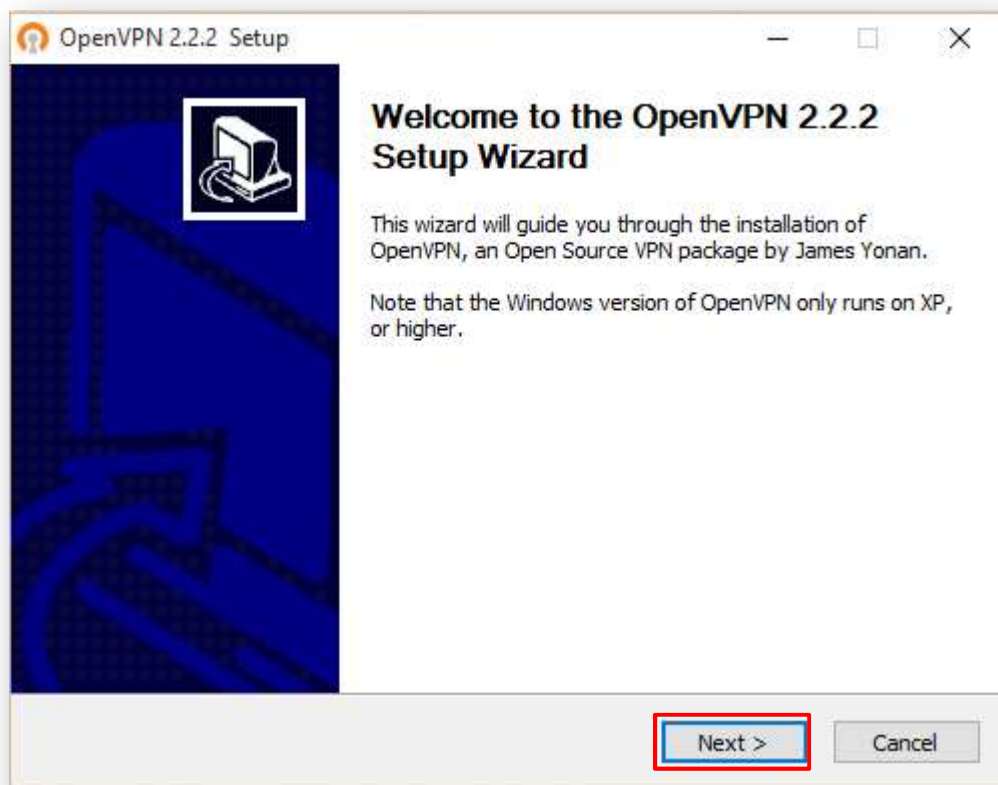 OpenVPN 2.2.2 Setup
Welcome to the OpenVPN 2.2.2
Setup Wizard
This wizard will guide you through the installation of
OpenVPN, an Open Source VPN package by James Yonan.
Note that the Windows version of OpenVPN only runs on XP,
or higher.
Next >
Cancel